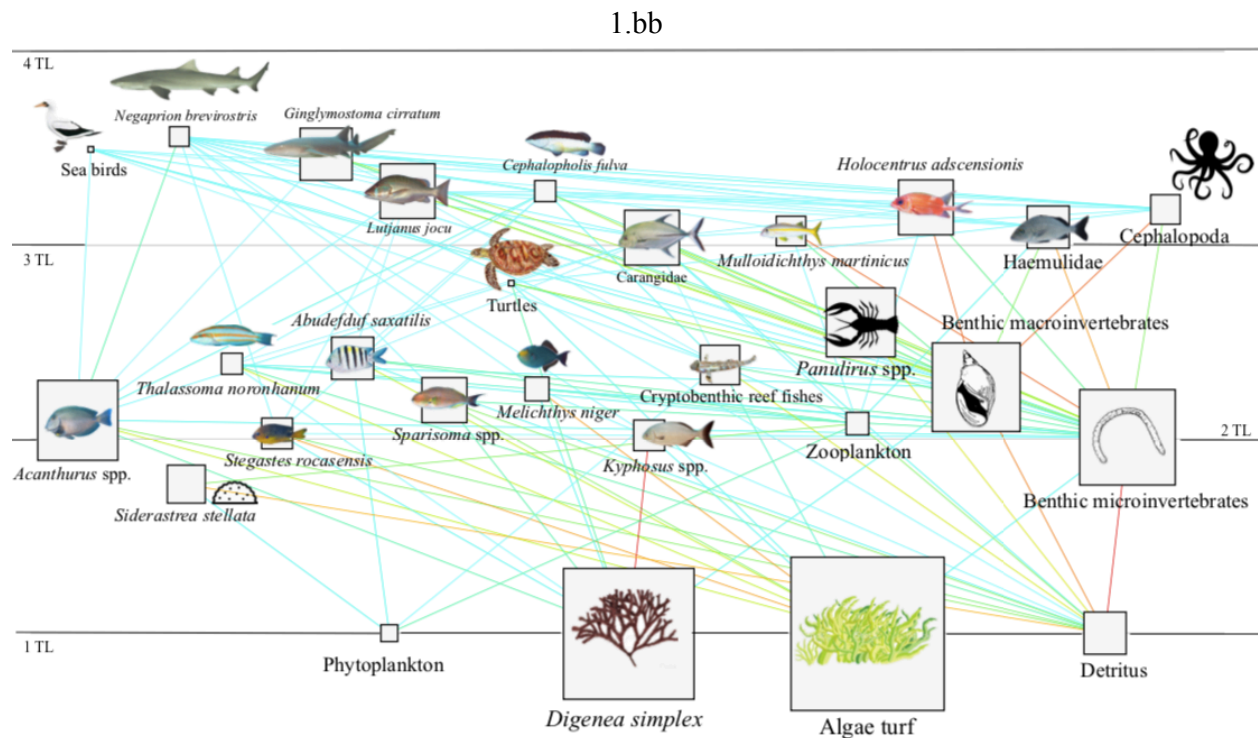 1.bb
4 TL
Negaprion brevirostris
Ginglymostoma cirratum
Sea birds
Cephalopholis fulva
Holocentrus adscensionis
Lutjanus jocu
Cephalopoda
3 TL
Carangidae
Mulloidichthys martinicus
Haemulidae
Turtles
Abudefduf saxatilis
Benthic macroinvertebrates
Panulirus spp.
Thalassoma noronhanum
Melichthys niger
Cryptobenthic reef fishes
Sparisoma spp.
2 TL
Acanthurus spp.
Stegastes rocasensis
Kyphosus spp.
Zooplankton
Siderastrea stellata
Benthic microinvertebrates
1 TL
Phytoplankton
Detritus
Digenea simplex
Algae turf